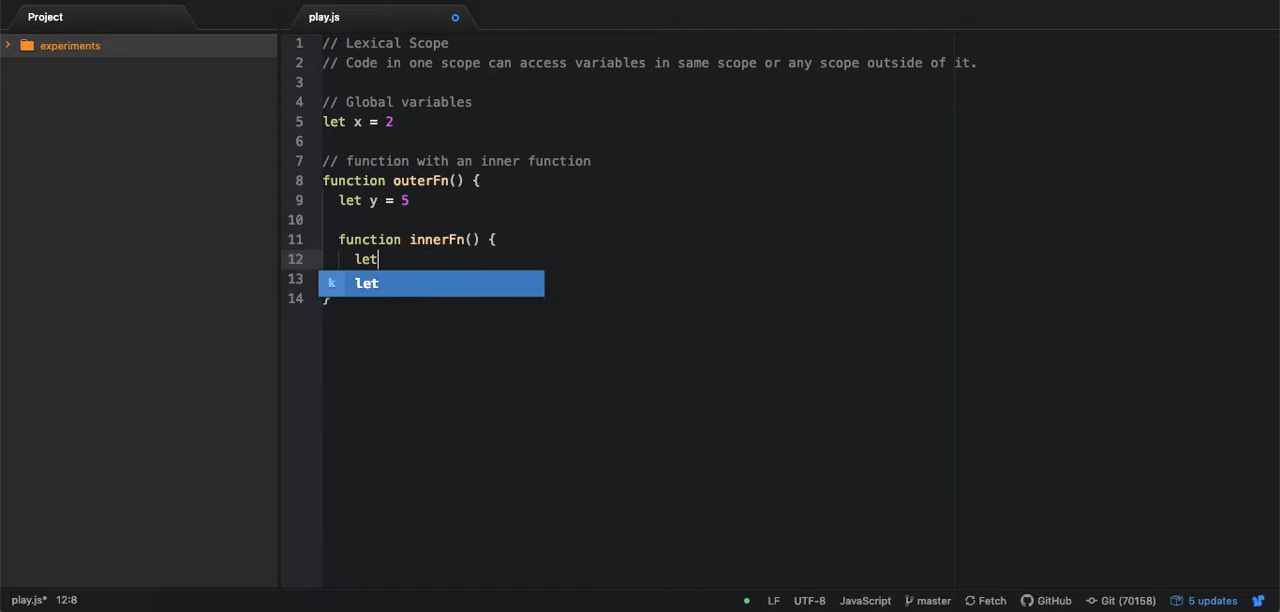 Project
play.js
experiments
1 // Lexical Scope
2 // Code in one scope can access variables in same scope or any scope outside of it.
3
4 // Global variables
5 let x = 2
6
7 // function with an inner function
8 function outerFn() {
9 let y = 5
10
11 function innerFn() {
12 let
13
k let
14 }
play.js* 12:8
LF UTF-8 JavaScript master Fetch GitHub Git (70158) 5 updates